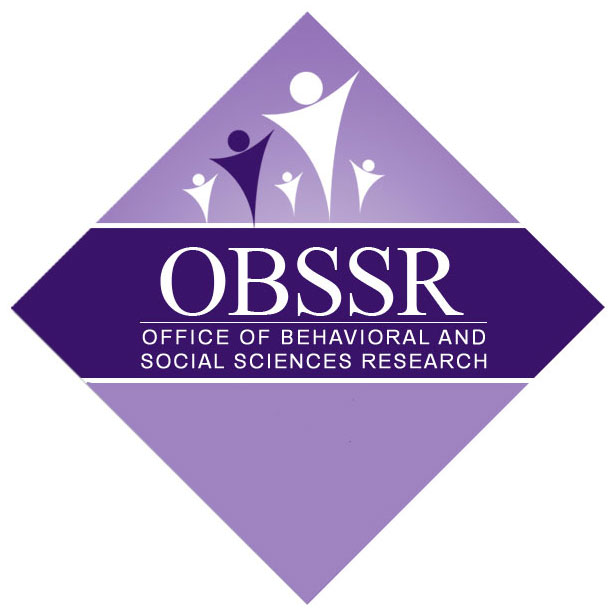 OBSSR
OFFICE OF BEHAVIORAL AND
SOCIAL SCIENCES RESEARCH